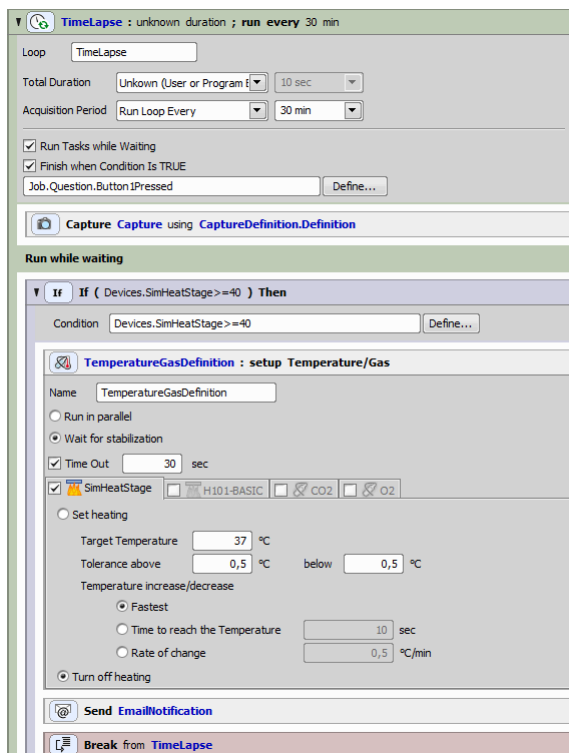 TimeLapse : unknown duration ; run every 30 min
Loop TimeLapse
Total Duration Unkown (User or Program E 10 sec
Acquisition Period Run Loop Every 30 min
Run Tasks while Waiting
Finish when Condition Is TRUE
Job.Question.Button1Pressed Define...
Capture Capture using CaptureDefinition.Definition
Run while waiting
If If ( Devices.SimHeatStage>=40 ) Then
Condition Devices.SimHeatStage>=40 Define...
TemperatureGasDefinition : setup Temperature/Gas
Name TemperatureGasDefinition
Run in parallel
Wait for stabilization
Time Out 30 sec
SimHeatStage H101-BASIC CO2 O2
Set heating
Target Temperature 37 ºC
Tolerance above 0,5 ºC below 0,5 ºC
Temperature increase/decrease
Fastest
Time to reach the Temperature 10 sec
Rate of change 0,5 ºC/min
Turn off heating
Send EmailNotification
Break from TimeLapse